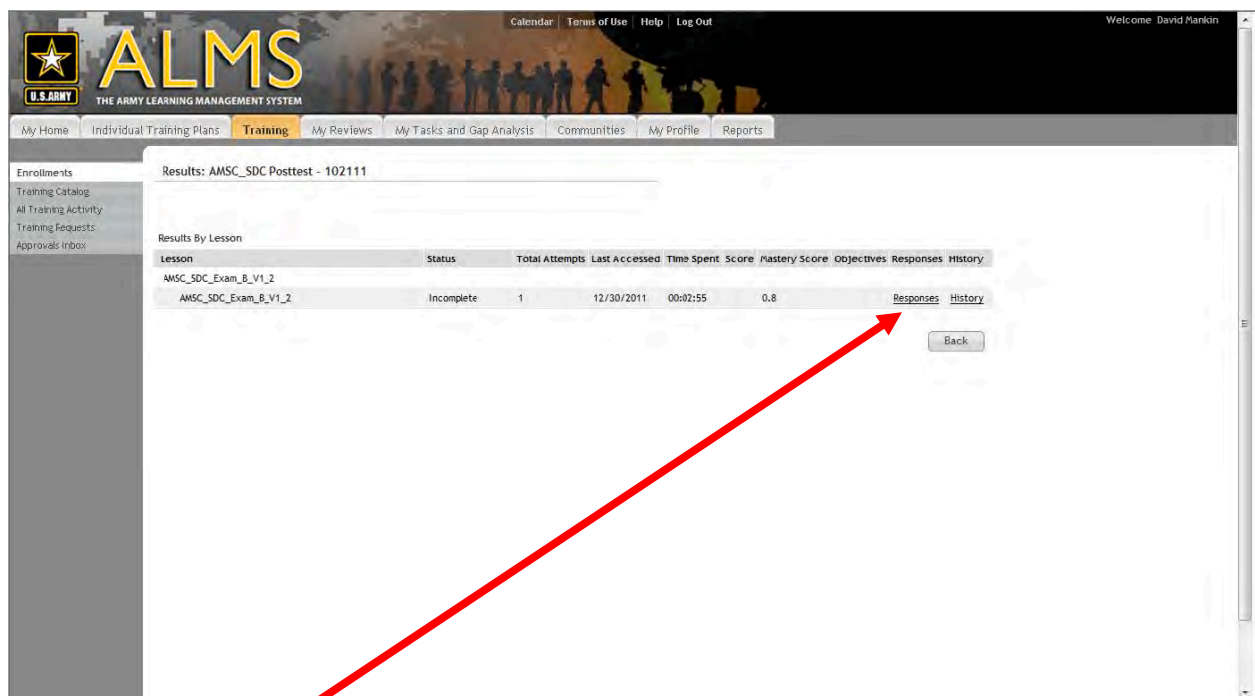 Calendar | Terms of Use | Help | Log Out
Welcome David Mankin
ALMS
U.S.ARMY
THE ARMY LEARNING MANAGEMENT SYSTEM
My Home Individual Training Plans Training My Reviews My Tasks and Gap Analysis Communities My Profile Reports
Enrollments
Training Catalog
All Training Activity
Training Requests
Approvals Inbox
Results: AMSC_SDC Posttest - 102111
Results By Lesson
Lesson Status Total Attempts Last Accessed Time Spent Score Mastery Score Objectives Responses History
AMSC_SDC_Exam_B_V1_2
AMSC_SDC_Exam_B_V1_2 Incomplete 1 12/30/2011 00:02:55 0.8 Responses History
Back